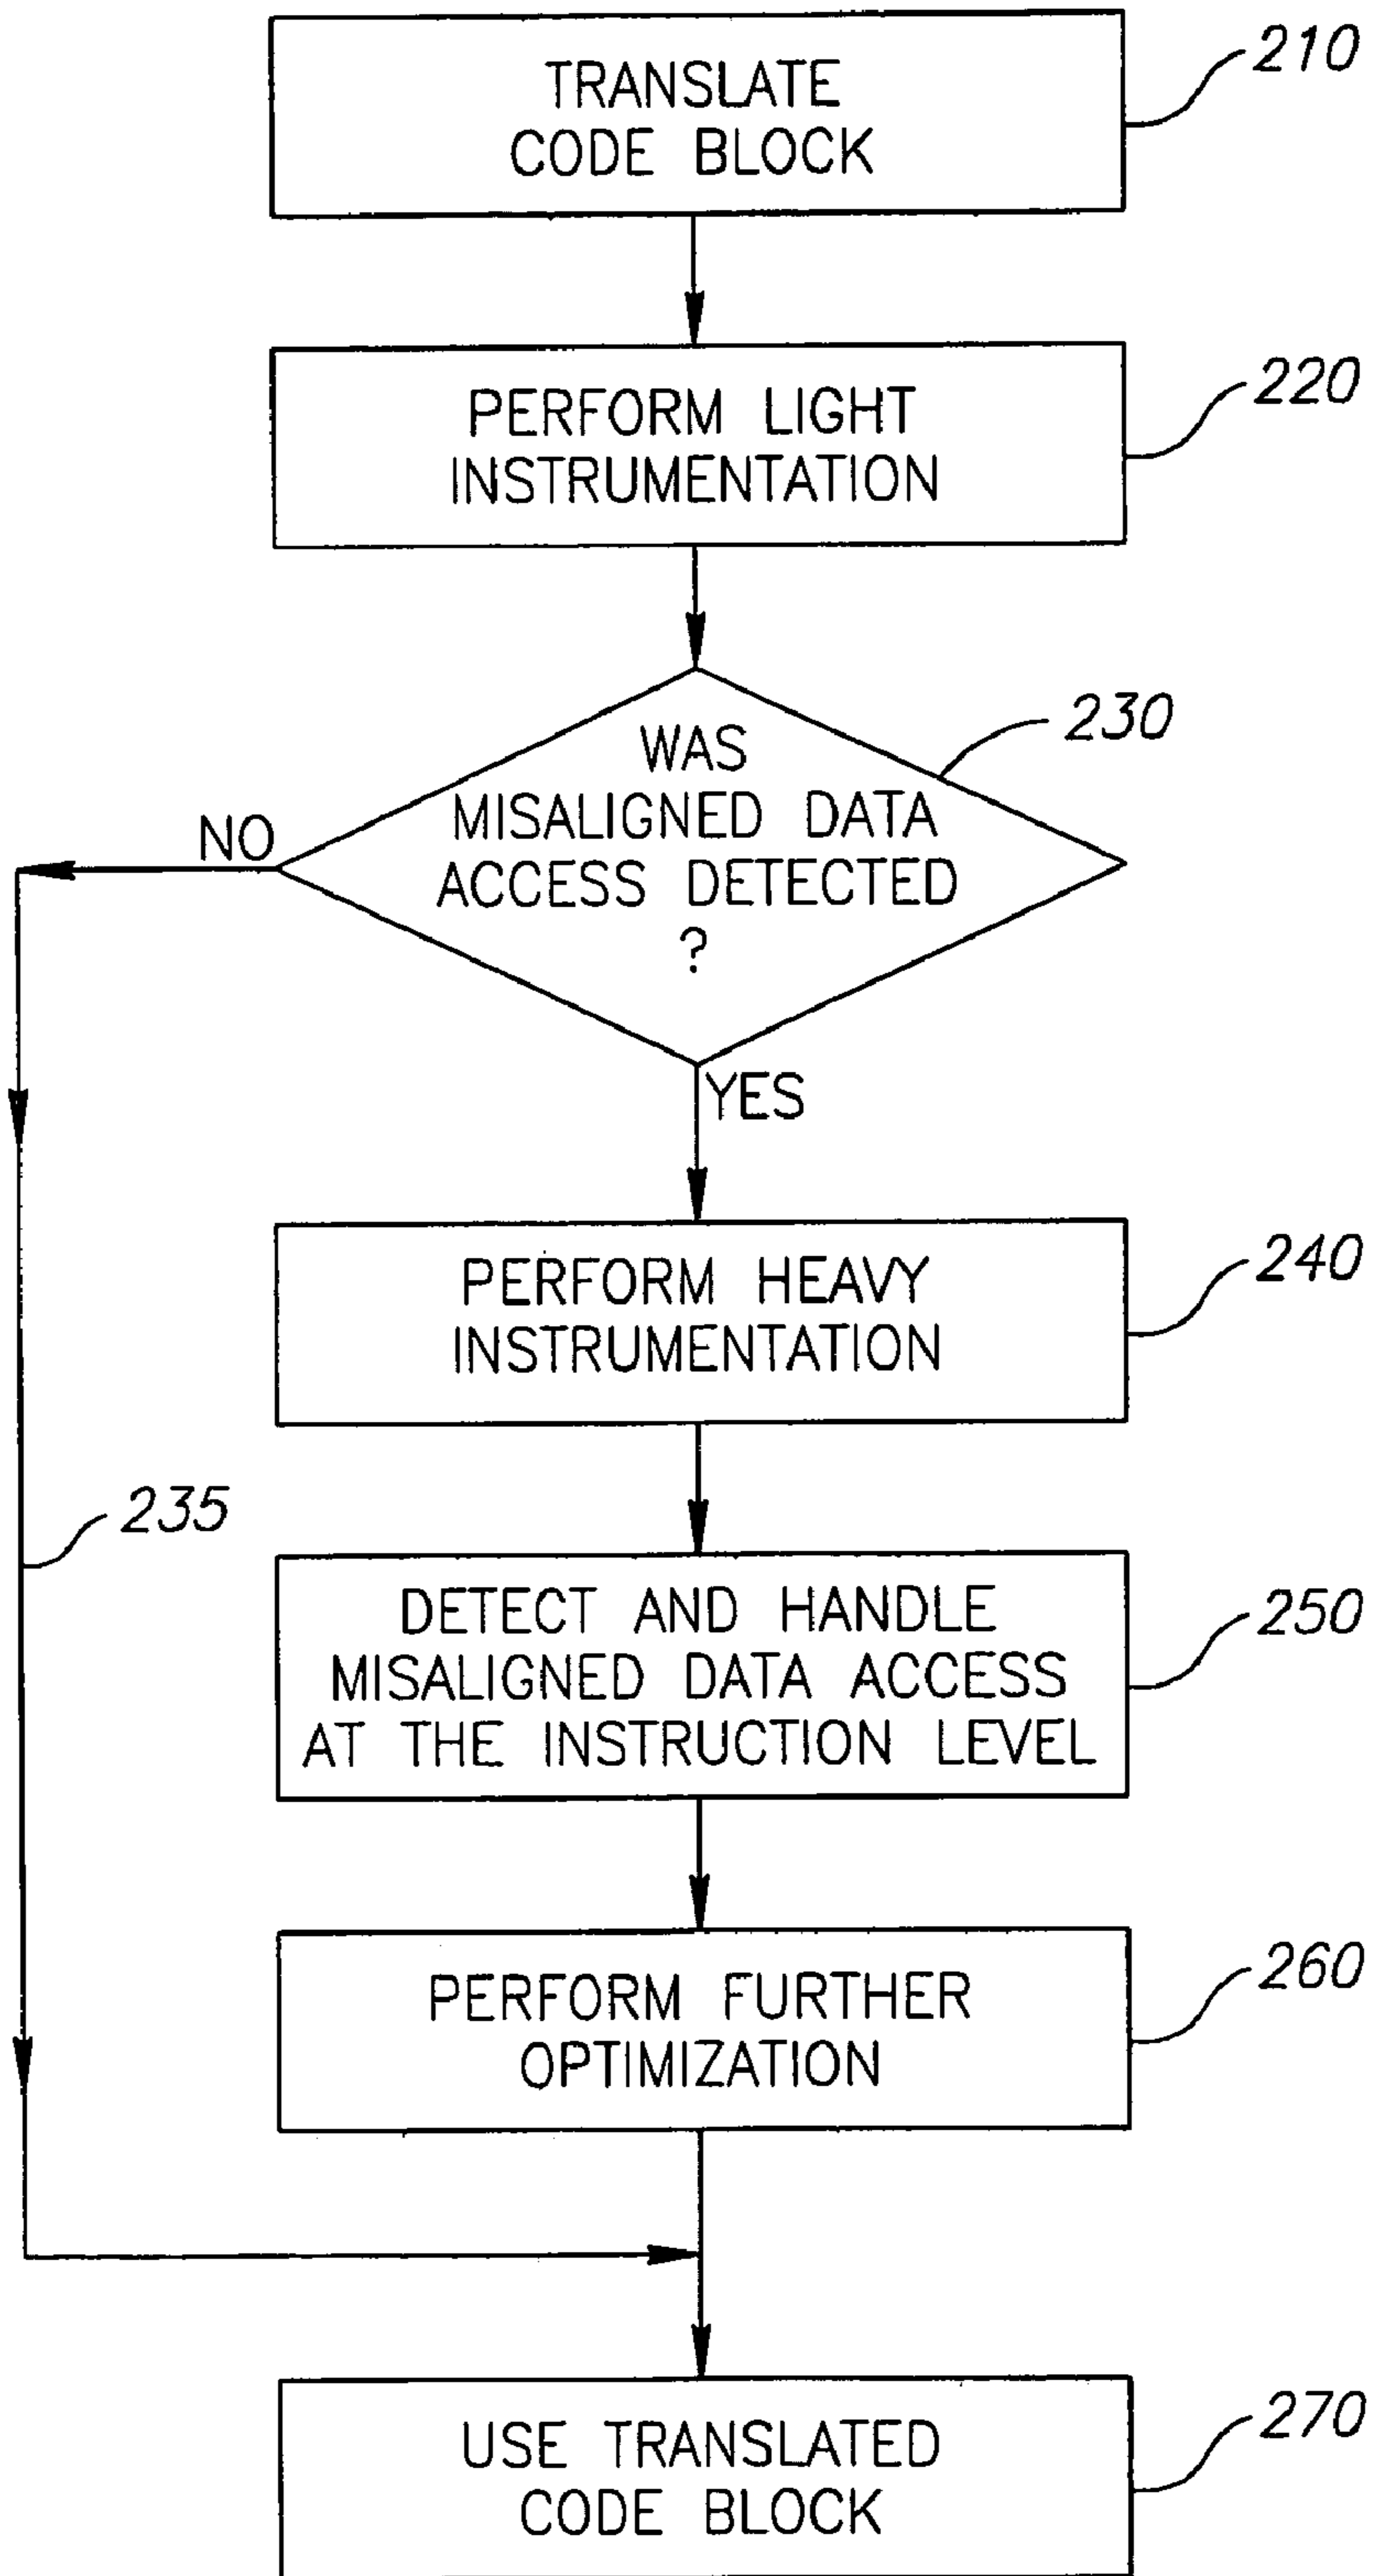 TRANSLATE
CODE BLOCK
210
PERFORM LIGHT
INSTRUMENTATION
220
WAS
MISALIGNED DATA
ACCESS DETECTED
?
230
NO
YES
PERFORM HEAVY
INSTRUMENTATION
240
235
DETECT AND HANDLE
MISALIGNED DATA ACCESS
AT THE INSTRUCTION LEVEL
250
PERFORM FURTHER
OPTIMIZATION
260
USE TRANSLATED
CODE BLOCK
270